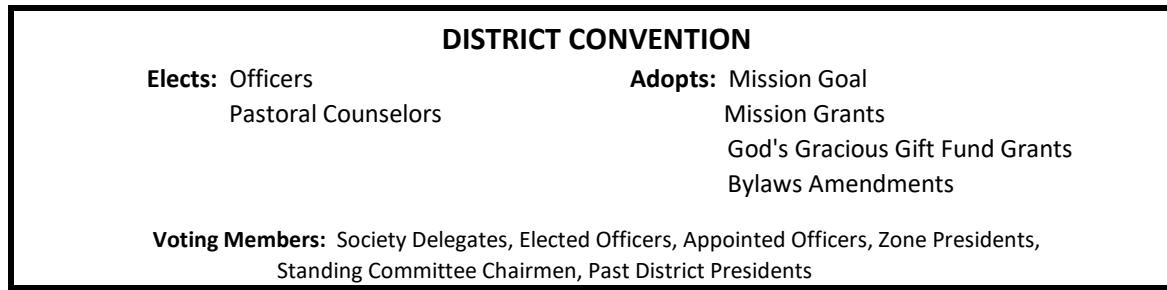 DISTRICT CONVENTION
Elects: Officers Adopts: Mission Goal
Pastoral Counselors Mission Grants
God's Gracious Gift Fund Grants
Bylaws Amendments
Voting Members: Society Delegates, Elected Officers, Appointed Officers, Zone Presidents,
Standing Committee Chairmen, Past District Presidents